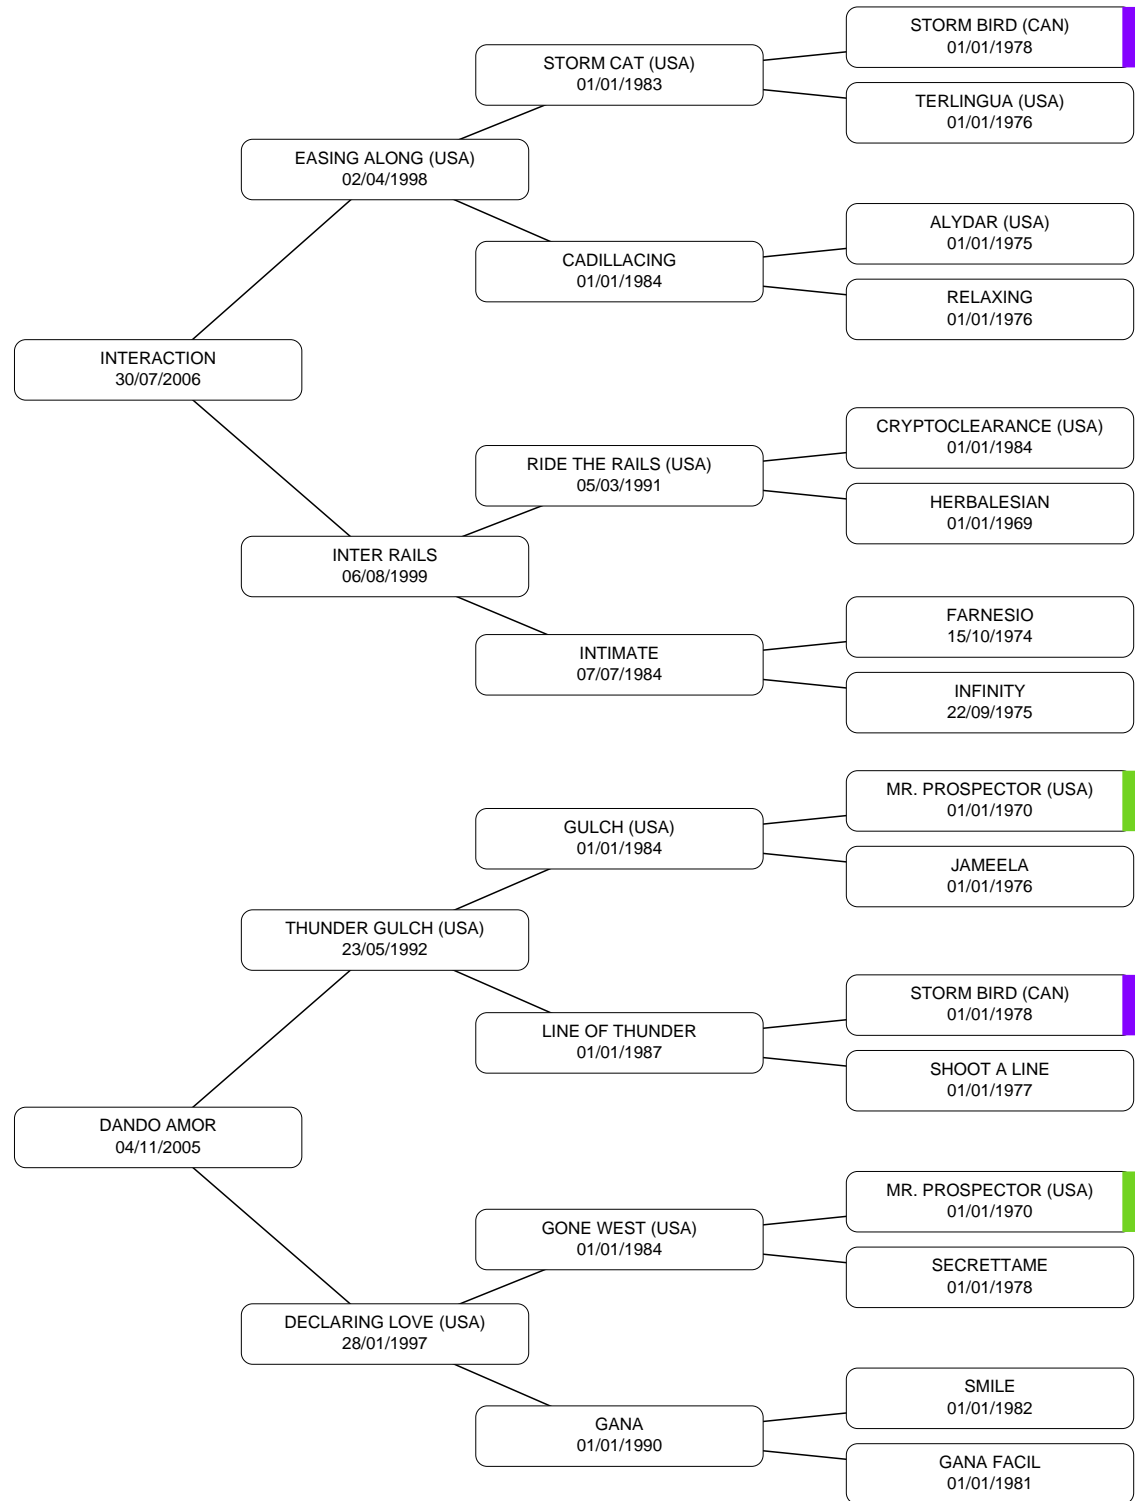 STORM BIRD (CAN)
01/01/1978
STORM CAT (USA)
01/01/1983
TERLINGUA (USA)
01/01/1976
EASING ALONG (USA)
02/04/1998
ALYDAR (USA)
01/01/1975
CADILLACING
01/01/1984
RELAXING
01/01/1976
INTERACTION
30/07/2006
CRYPTOCLEARANCE (USA)
01/01/1984
RIDE THE RAILS (USA)
05/03/1991
HERBALESIAN
01/01/1969
INTER RAILS
06/08/1999
FARNESIO
15/10/1974
INTIMATE
07/07/1984
INFINITY
22/09/1975
MR. PROSPECTOR (USA)
01/01/1970
GULCH (USA)
01/01/1984
JAMEELA
01/01/1976
THUNDER GULCH (USA)
23/05/1992
STORM BIRD (CAN)
01/01/1978
LINE OF THUNDER
01/01/1987
SHOOT A LINE
01/01/1977
DANDO AMOR
04/11/2005
MR. PROSPECTOR (USA)
01/01/1970
GONE WEST (USA)
01/01/1984
SECRETTAME
01/01/1978
DECLARING LOVE (USA)
28/01/1997
SMILE
01/01/1982
GANA
01/01/1990
GANA FACIL
01/01/1981